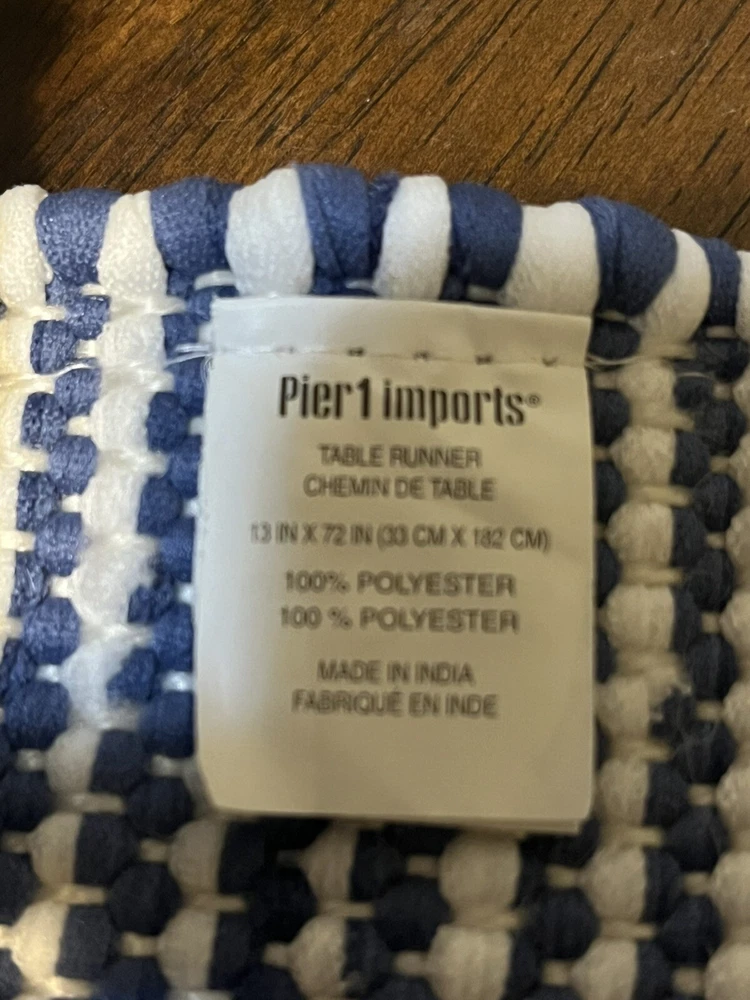 Pier1 imports®
TABLE RUNNER
CHEMIN DE TABLE
13 IN X 72 IN (33 CM X 182 CM)
100% POLYESTER
100 % POLYESTER
MADE IN INDIA
FABRIQUÉ EN INDE